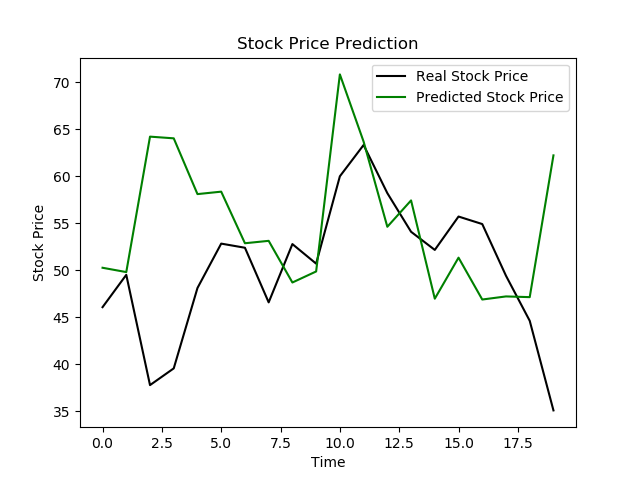 Stock Price Prediction
Real Stock Price
Predicted Stock Price
Stock Price
70
65
60
55
50
45
40
35
0.0 2.5 5.0 7.5 10.0 12.5 15.0 17.5
Time